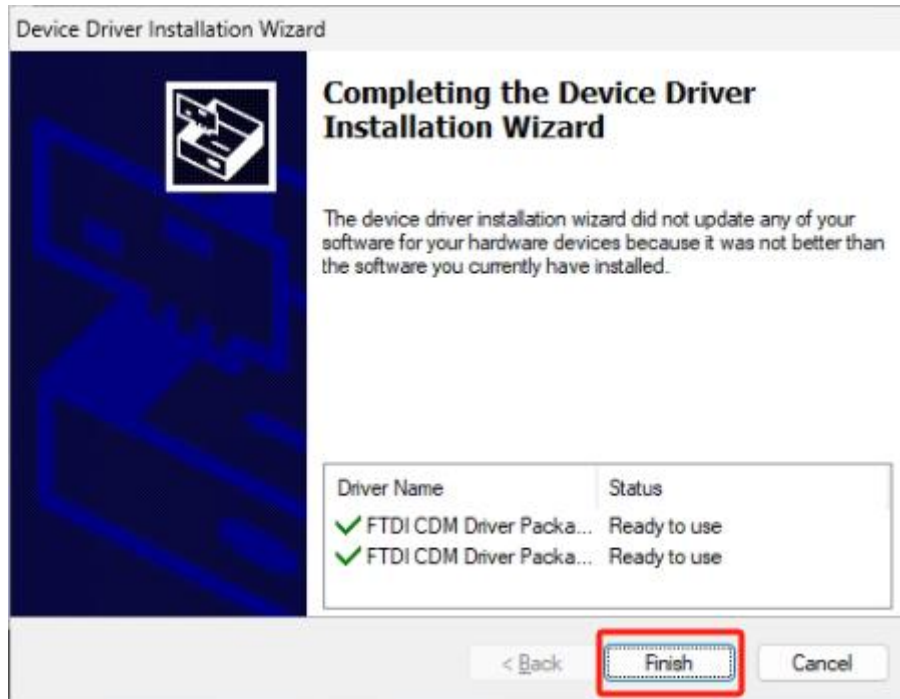 Device Driver Installation Wizard
Completing the Device Driver
Installation Wizard
The device driver installation wizard did not update any of your
software for your hardware devices because it was not better than
the software you currently have installed.
Driver Name Status
FTDI CDM Driver Packa... Ready to use
FTDI CDM Driver Packa... Ready to use
< Back Finish Cancel